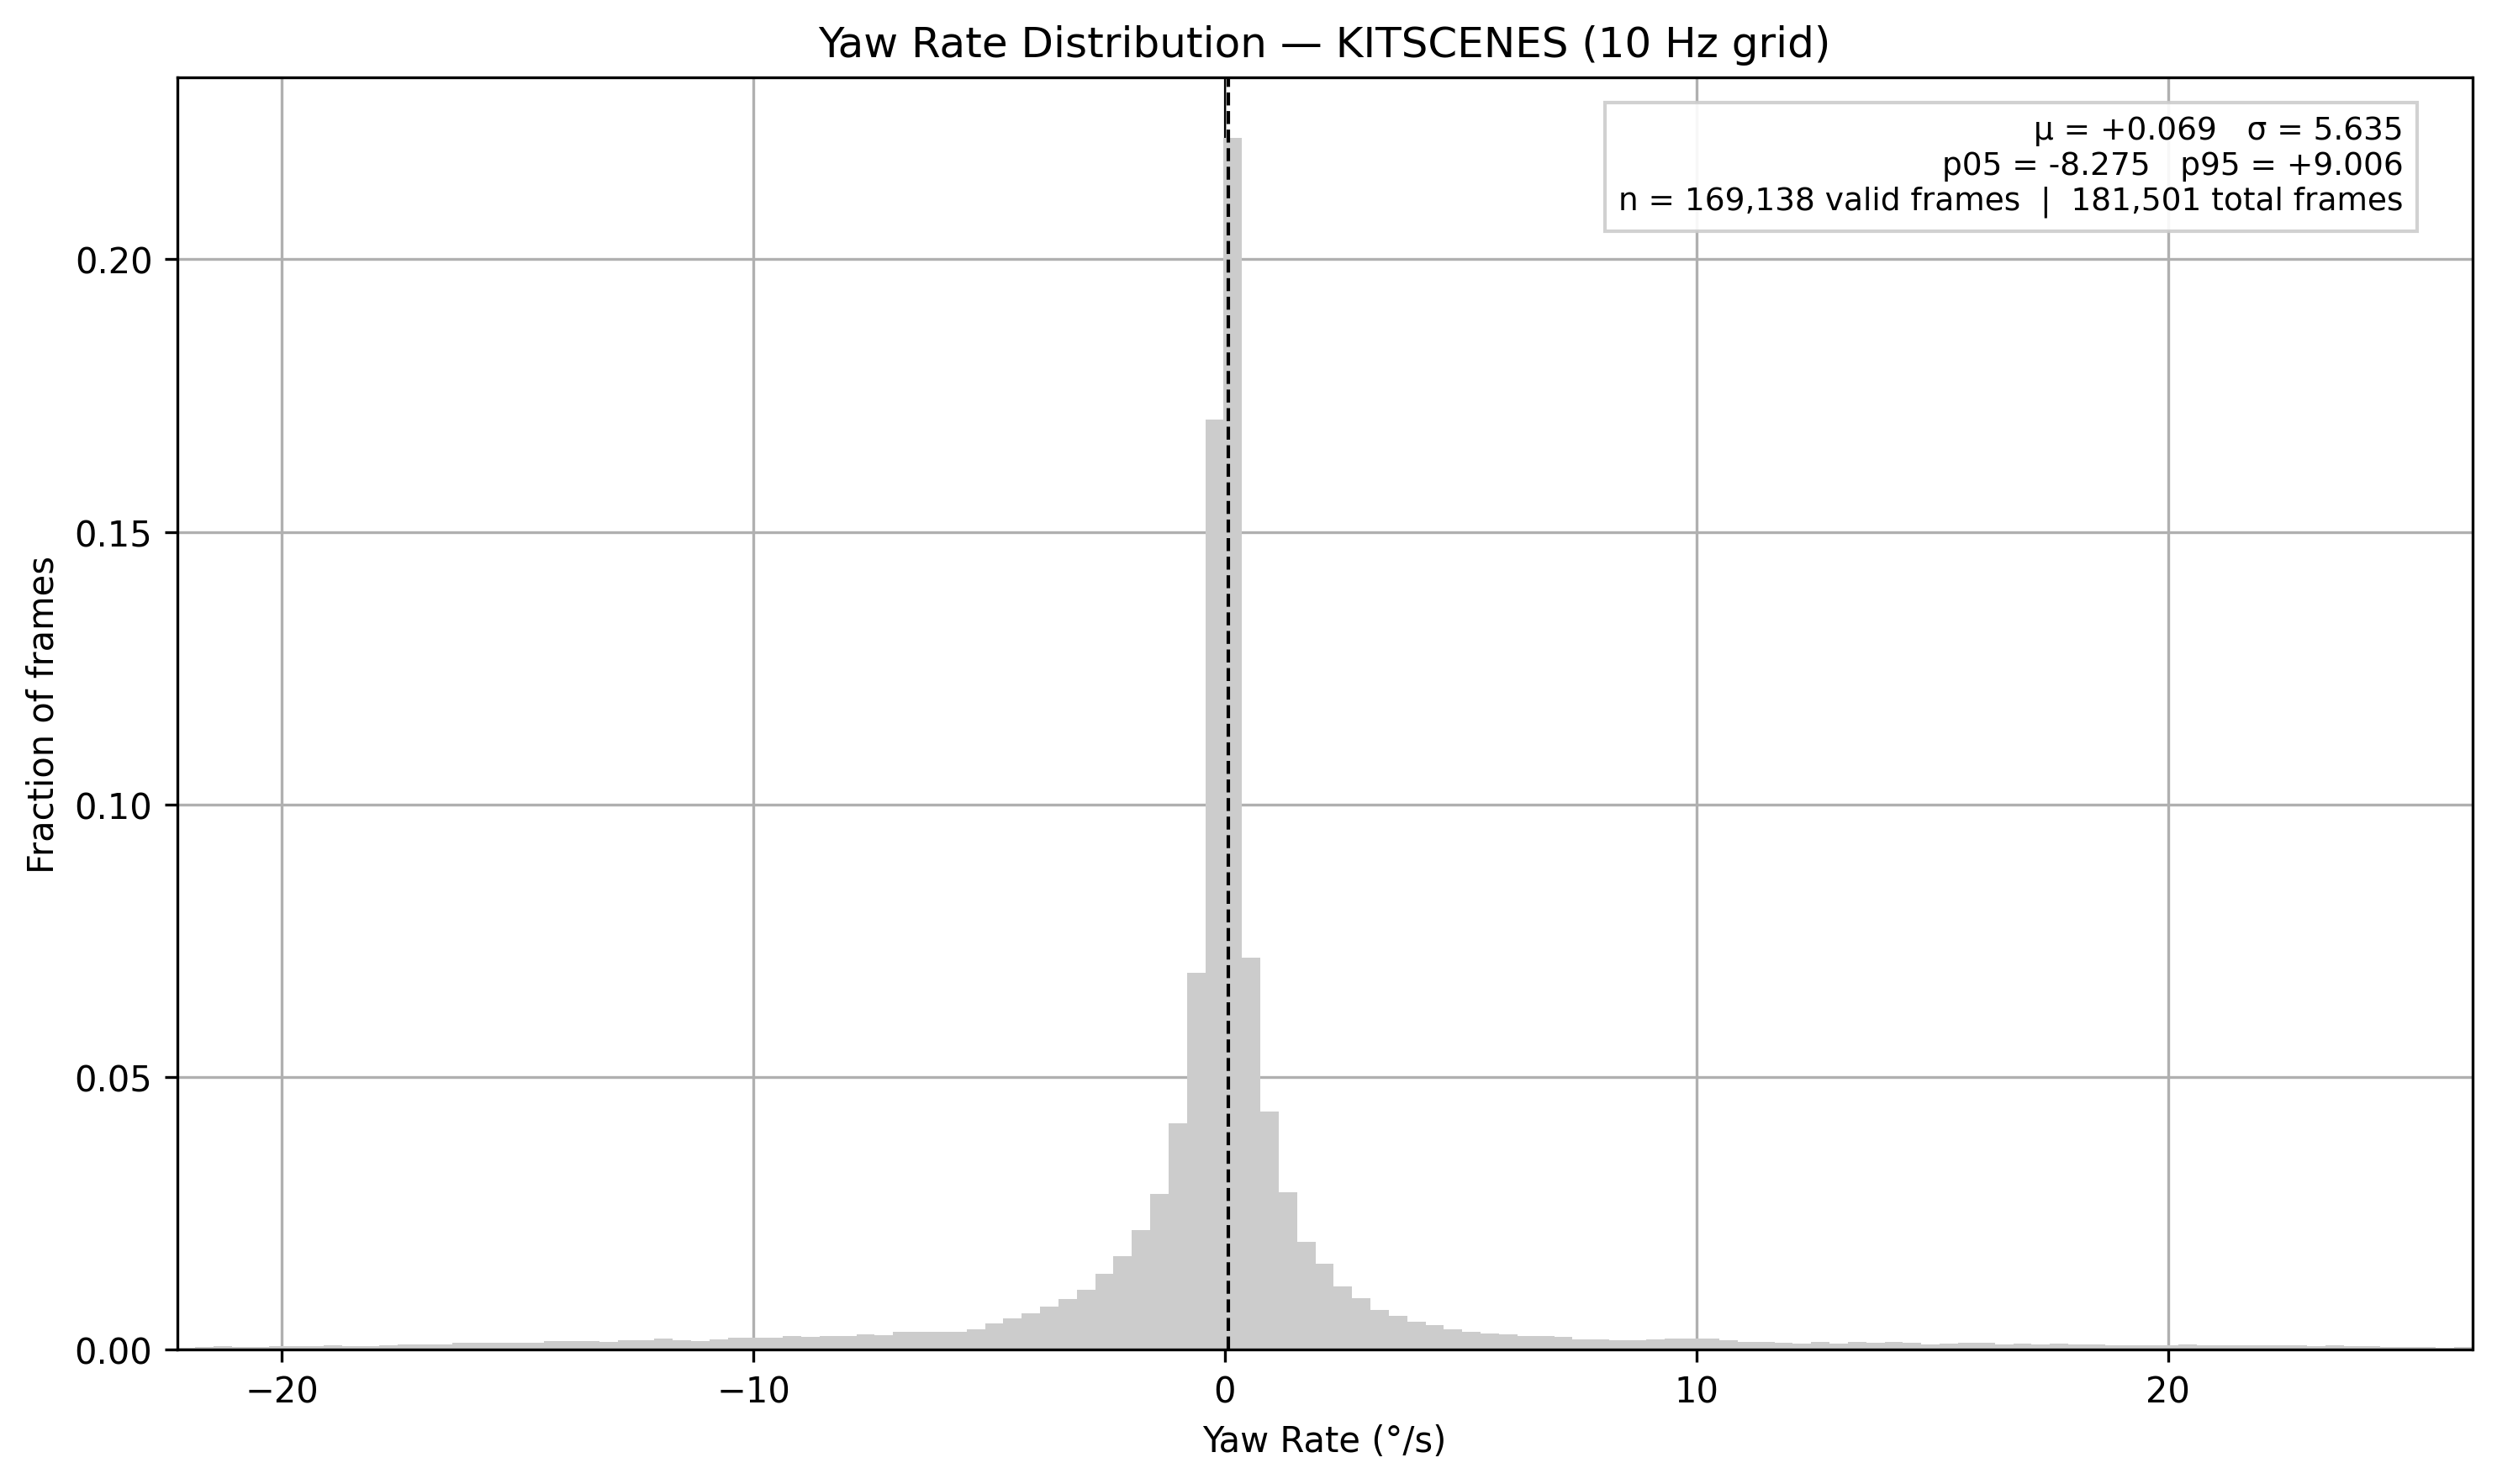 Yaw Rate Distribution — KITSCENES (10 Hz grid)
μ = +0.069   σ = 5.635
p05 = -8.275   p95 = +9.006
n = 169,138 valid frames  |  181,501 total frames
Fraction of frames
0.20
0.15
0.10
0.05
0.00
−20
−10
0
10
20
Yaw Rate (°/s)